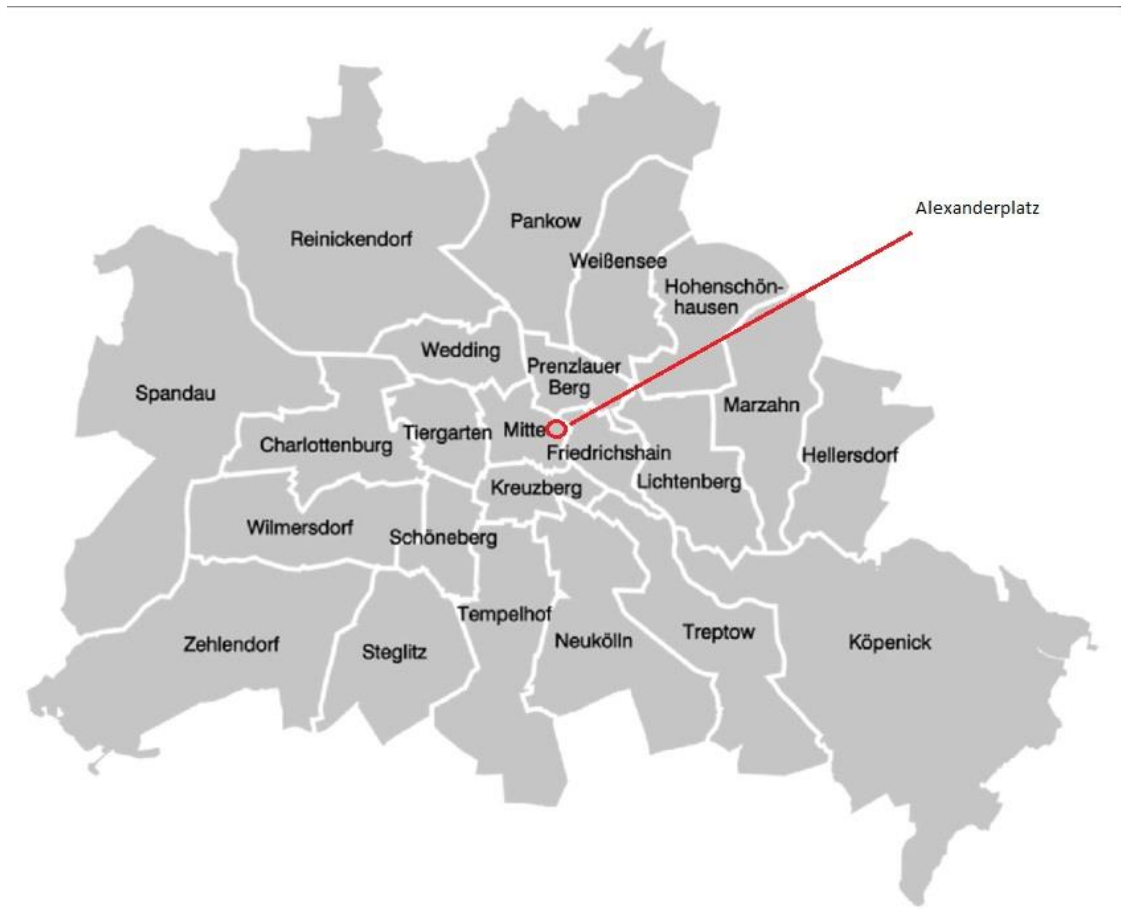 Alexanderplatz
Pankow
Reinickendorf
Weißensee
Hohenschön-
hausen
Wedding
Prenzlauer
Berg
Spandau
Marzahn
Charlottenburg
Tiergarten
Mitte
Friedrichshain
Hellersdorf
Lichtenberg
Kreuzberg
Wilmersdorf
Schöneberg
Tempelhof
Zehlendorf
Steglitz
Neukölln
Treptow
Köpenick